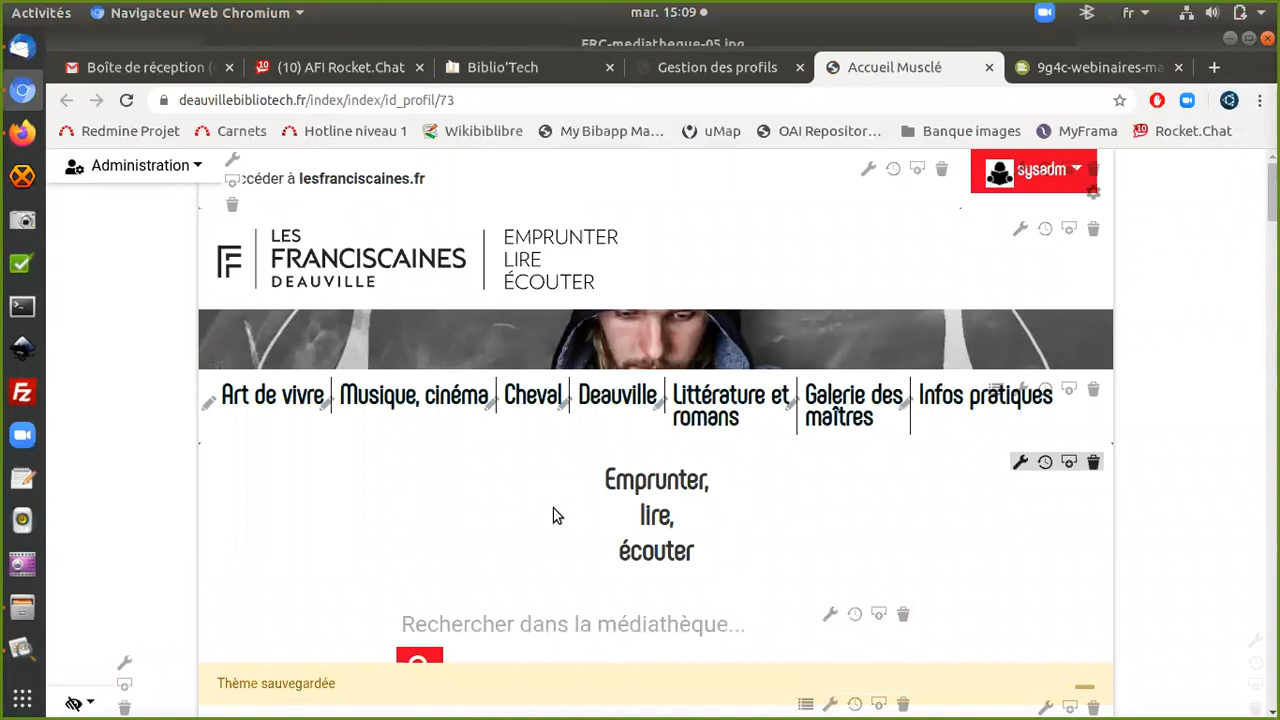 Activités
Navigateur Web Chromium
mar. 15:09
fr
FRC-mediatheque-05.jpg
Boîte de réception (
(10) AFI Rocket.Chat
Biblio'Tech
Gestion des profils
Accueil Musclé
9g4c-webinaires-ma
deauvillebibliotech.fr/index/index/id_profil/73
Redmine Projet
Carnets
Hotline niveau 1
Wikibiblibre
My Bibapp Ma...
uMap
OAI Repositor...
Banque images
MyFrama
Rocket.Chat
Administration
ccéder à lesfranciscaines.fr
sysadm
LES
FRANCISCAINES
DEAUVILLE
EMPRUNTER
LIRE
ÉCOUTER
Art de vivre
Musique, cinéma
Cheval
Deauville
Littérature et
romans
Galerie des
maîtres
Infos pratiques
Emprunter,
lire,
écouter
Rechercher dans la médiathèque...
Thème sauvegardée